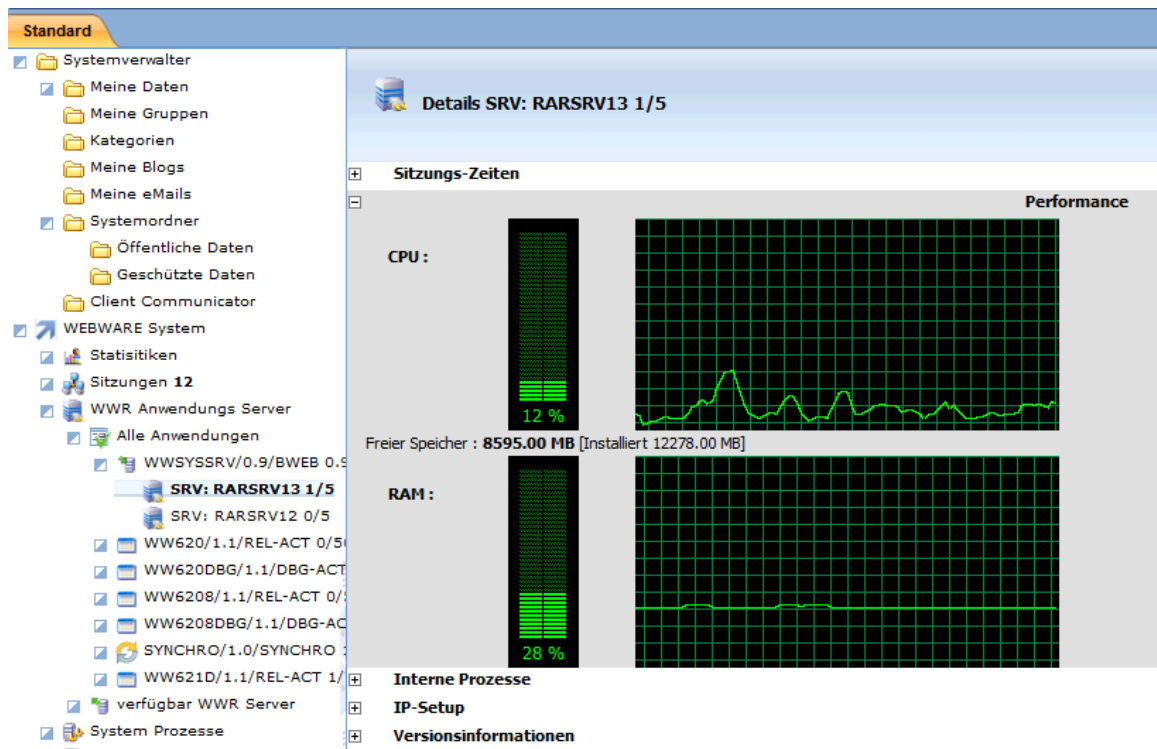 Standard
Systemverwalter
Meine Daten
Meine Gruppen
Kategorien
Meine Blogs
Meine eMails
Systemordner
Öffentliche Daten
Geschützte Daten
Client Communicator
WEBWARE System
Statisitiken
Sitzungen 12
WWR Anwendungs Server
Alle Anwendungen
WWSYSSRV/0.9/BWEB 0.9
SRV: RARSRV13 1/5
SRV: RARSRV12 0/5
WW620/1.1/REL-ACT 0/50
WW620DBG/1.1/DBG-ACT
WW6208/1.1/REL-ACT 0/
WW6208DBG/1.1/DBG-AC
SYNCHRO/1.0/SYNCHRO
WW621D/1.1/REL-ACT 1/
verfügbar WWR Server
System Prozesse
Details SRV: RARSRV13 1/5
Sitzungs-Zeiten
Performance
CPU :
12 %
Freier Speicher : 8595.00 MB [Installiert 12278.00 MB]
RAM :
28 %
Interne Prozesse
IP-Setup
Versionsinformationen